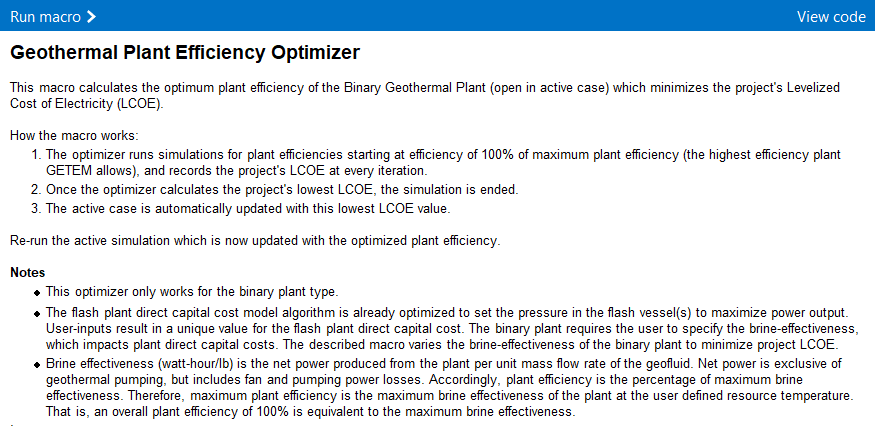 Run macro
View code
Geothermal Plant Efficiency Optimizer
This macro calculates the optimum plant efficiency of the Binary Geothermal Plant (open in active case) which minimizes the project's Levelized
Cost of Electricity (LCOE).
How the macro works:
1. The optimizer runs simulations for plant efficiencies starting at efficiency of 100% of maximum plant efficiency (the highest efficiency plant
GETEM allows), and records the project's LCOE at every iteration.
2. Once the optimizer calculates the project's lowest LCOE, the simulation is ended.
3. The active case is automatically updated with this lowest LCOE value.
Re-run the active simulation which is now updated with the optimized plant efficiency.
Notes
◆ This optimizer only works for the binary plant type.
◆ The flash plant direct capital cost model algorithm is already optimized to set the pressure in the flash vessel(s) to maximize power output.
User-inputs result in a unique value for the flash plant direct capital cost. The binary plant requires the user to specify the brine-effectiveness,
which impacts plant direct capital costs. The described macro varies the brine-effectiveness of the binary plant to minimize project LCOE.
◆ Brine effectiveness (watt-hour/lb) is the net power produced from the plant per unit mass flow rate of the geofluid. Net power is exclusive of
geothermal pumping, but includes fan and pumping power losses. Accordingly, plant efficiency is the percentage of maximum brine
effectiveness. Therefore, maximum plant efficiency is the maximum brine effectiveness of the plant at the user defined resource temperature.
That is, an overall plant efficiency of 100% is equivalent to the maximum brine effectiveness.